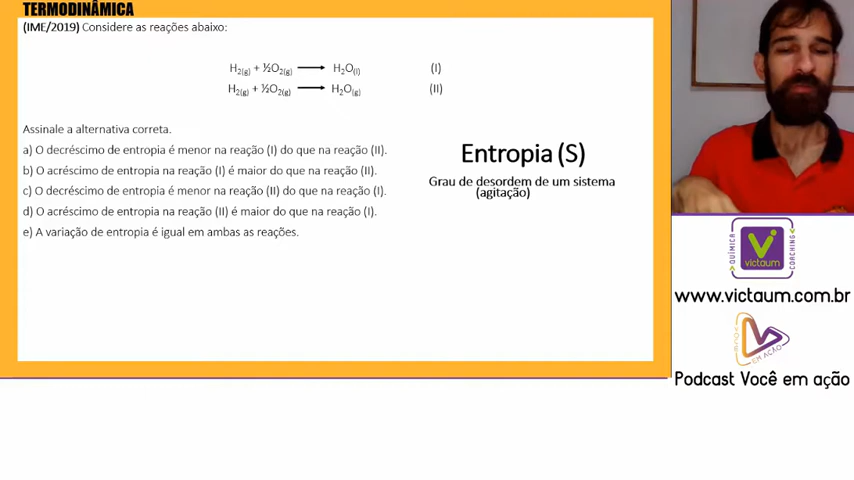 TERMODINÂMICA
(IME/2019) Considere as reações abaixo:
H2(g) + ½O2(g) ⟶ H2O(l) (I)
H2(g) + ½O2(g) ⟶ H2O(g) (II)
Assinale a alternativa correta.
a) O decréscimo de entropia é menor na reação (I) do que na reação (II).
b) O acréscimo de entropia na reação (I) é maior do que na reação (II).
c) O decréscimo de entropia é menor na reação (II) do que na reação (I).
d) O acréscimo de entropia na reação (II) é maior do que na reação (I).
e) A variação de entropia é igual em ambas as reações.
Entropia (S)
Grau de desordem de um sistema
(agitação)
QUÍMICA
victaum
COACHING
www.victaum.com.br
VOCÊ
EM AÇÃO
Podcast Você em ação